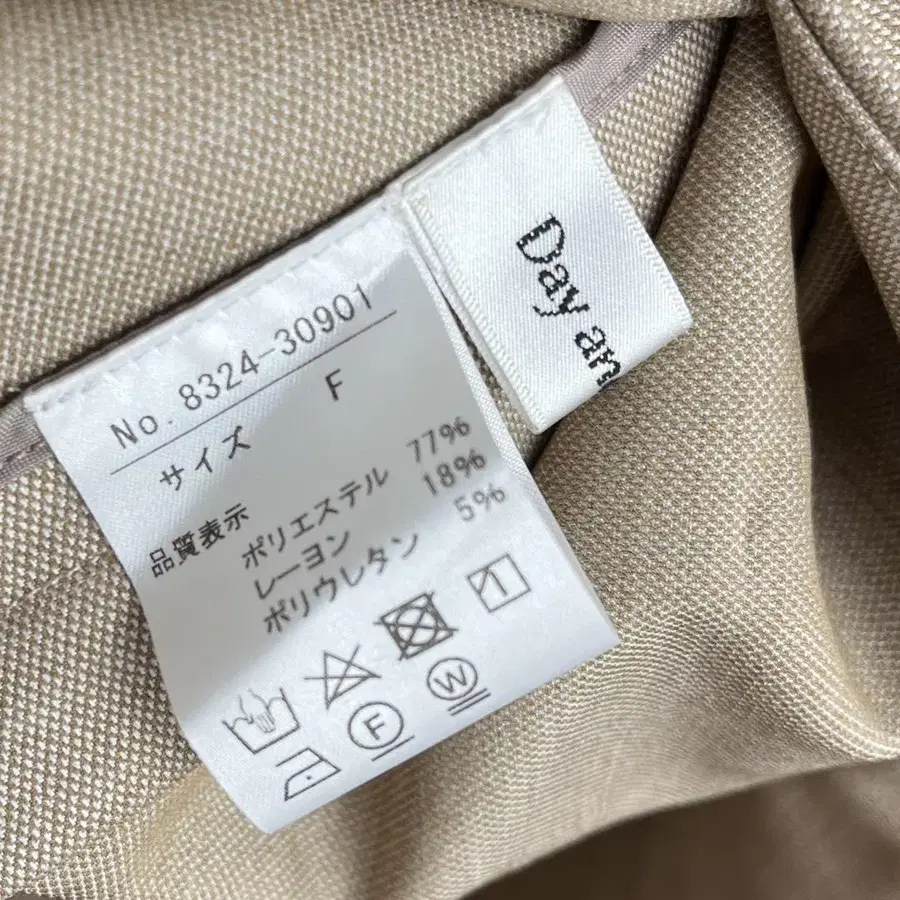 No. 8324-30901
サイズ F
品質表示
ポリエステル 77%
レーヨン 18%
ポリウレタン 5%
F
W
Day an